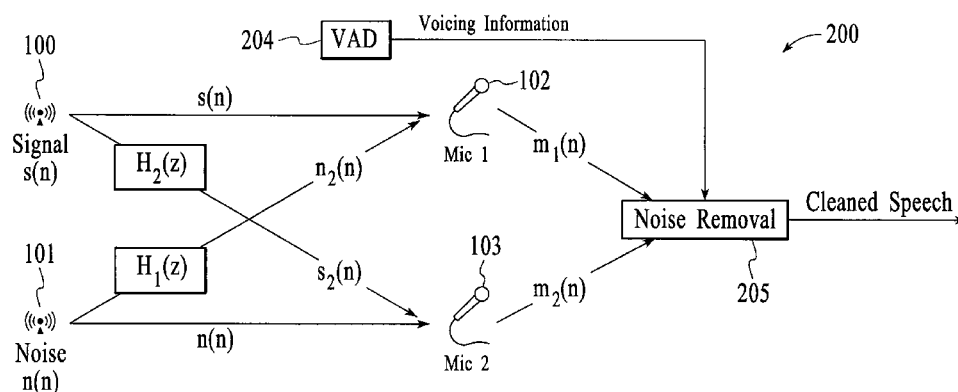 Voicing Information
204
VAD
200
100
s(n)
102
Signal
s(n)
H2(z)
n2(n)
Mic 1
m1(n)
Noise Removal
Cleaned Speech
205
101
H1(z)
s2(n)
103
m2(n)
n(n)
Mic 2
Noise
n(n)